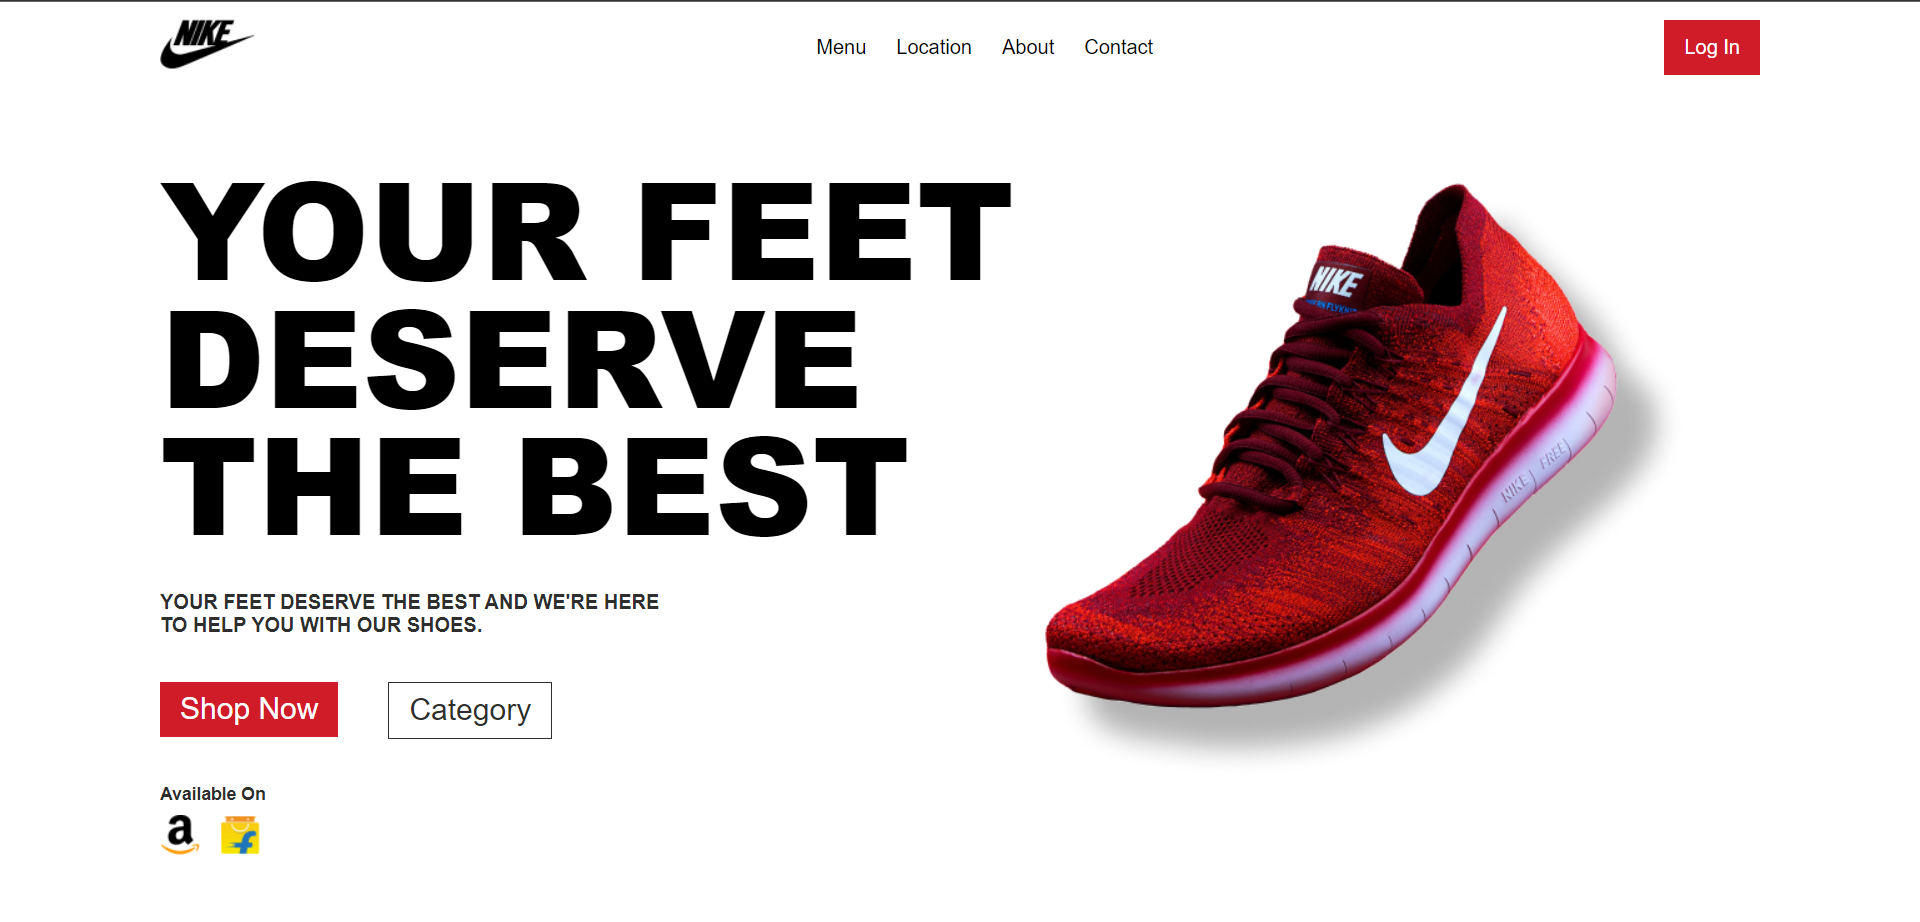 NIKE
Menu Location About Contact
Log In
YOUR FEET
DESERVE
THE BEST
NIKE
YOUR FEET DESERVE THE BEST AND WE'RE HERE
TO HELP YOU WITH OUR SHOES.
Shop Now
Category
NIKE FREE
Available On
a
f